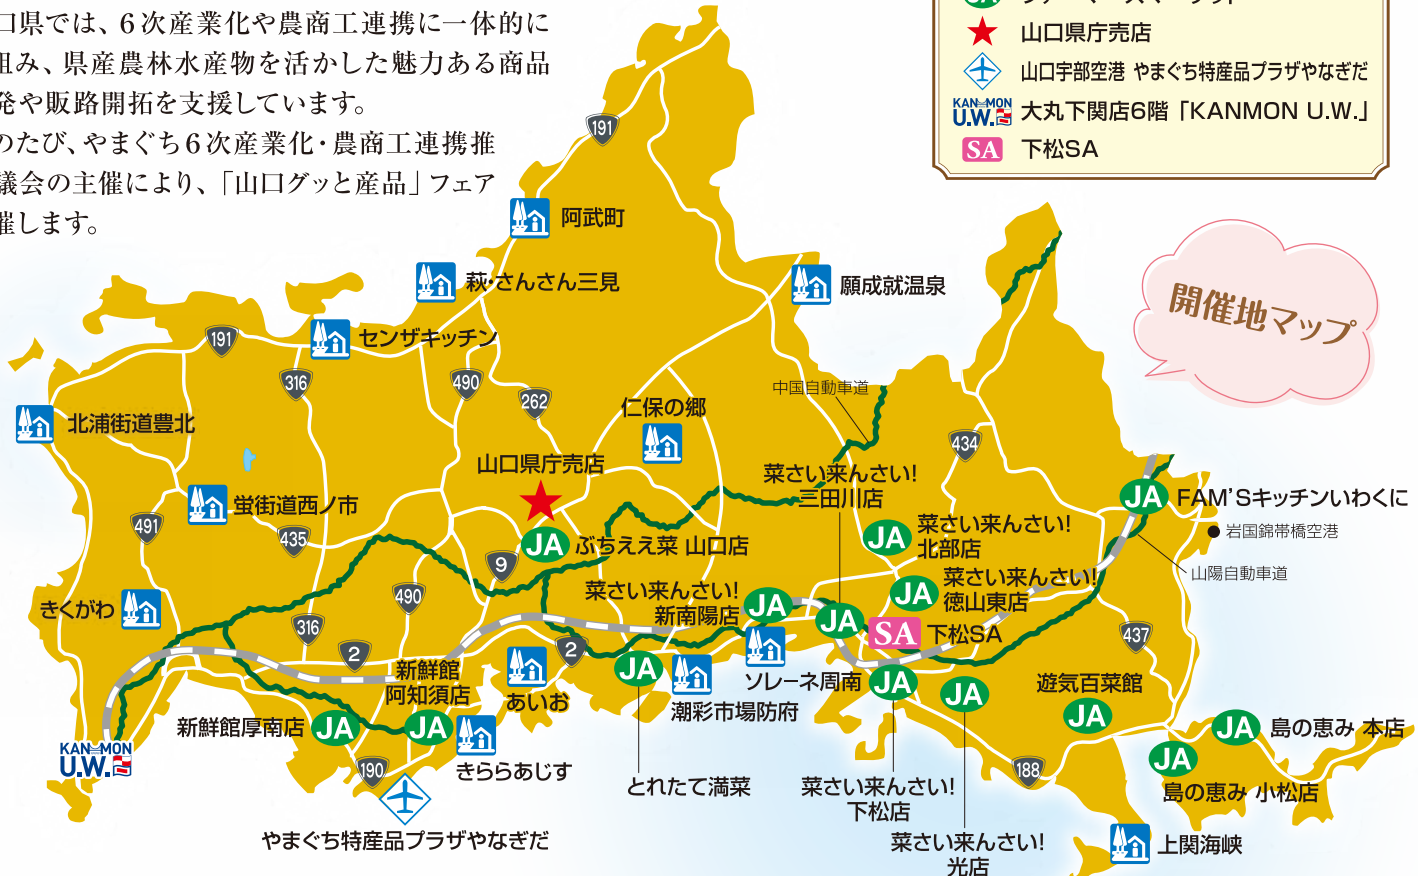 口県では、６次産業化や農商工連携に一体的に
組み、県産農林水産物を活かした魅力ある商品
発や販路開拓を支援しています。
のたび、やまぐち６次産業化・農商工連携推
議会の主催により、「山口グッと産品」フェア
催します。
山口県庁売店
山口宇部空港 やまぐち特産品プラザやなぎだ
KAN-MON U.W. 大丸下関店6階「KANMON U.W.」
SA 下松SA
開催地マップ
191
阿武町
萩・さんさん三見
願成就温泉
センザキッチン
191
316
490
262
中国自動車道
仁保の郷
北浦街道豊北
434
山口県庁売店
菜さい来んさい!
三田川店
JA FAM'Sキッチンいわくに
蛍街道西ノ市
491
435
JA ぶちええ菜 山口店
JA 菜さい来んさい!
北部店
岩国錦帯橋空港
山陽自動車道
9
490
きくがわ
菜さい来んさい!
新南陽店
JA
JA
JA 菜さい来んさい!
徳山東店
SA 下松SA
316
2
2
437
新鮮館
阿知須店
あいお
JA
潮彩市場防府
ソレーネ周南
JA
JA
遊気百菜館
JA
新鮮館厚南店
JA
JA
きららあじす
JA 島の恵み 本店
JA
島の恵み 小松店
KAN-MON
U.W.
190
188
とれたて満菜
菜さい来んさい!
下松店
やまぐち特産品プラザやなぎだ
菜さい来んさい!
光店
上関海峡